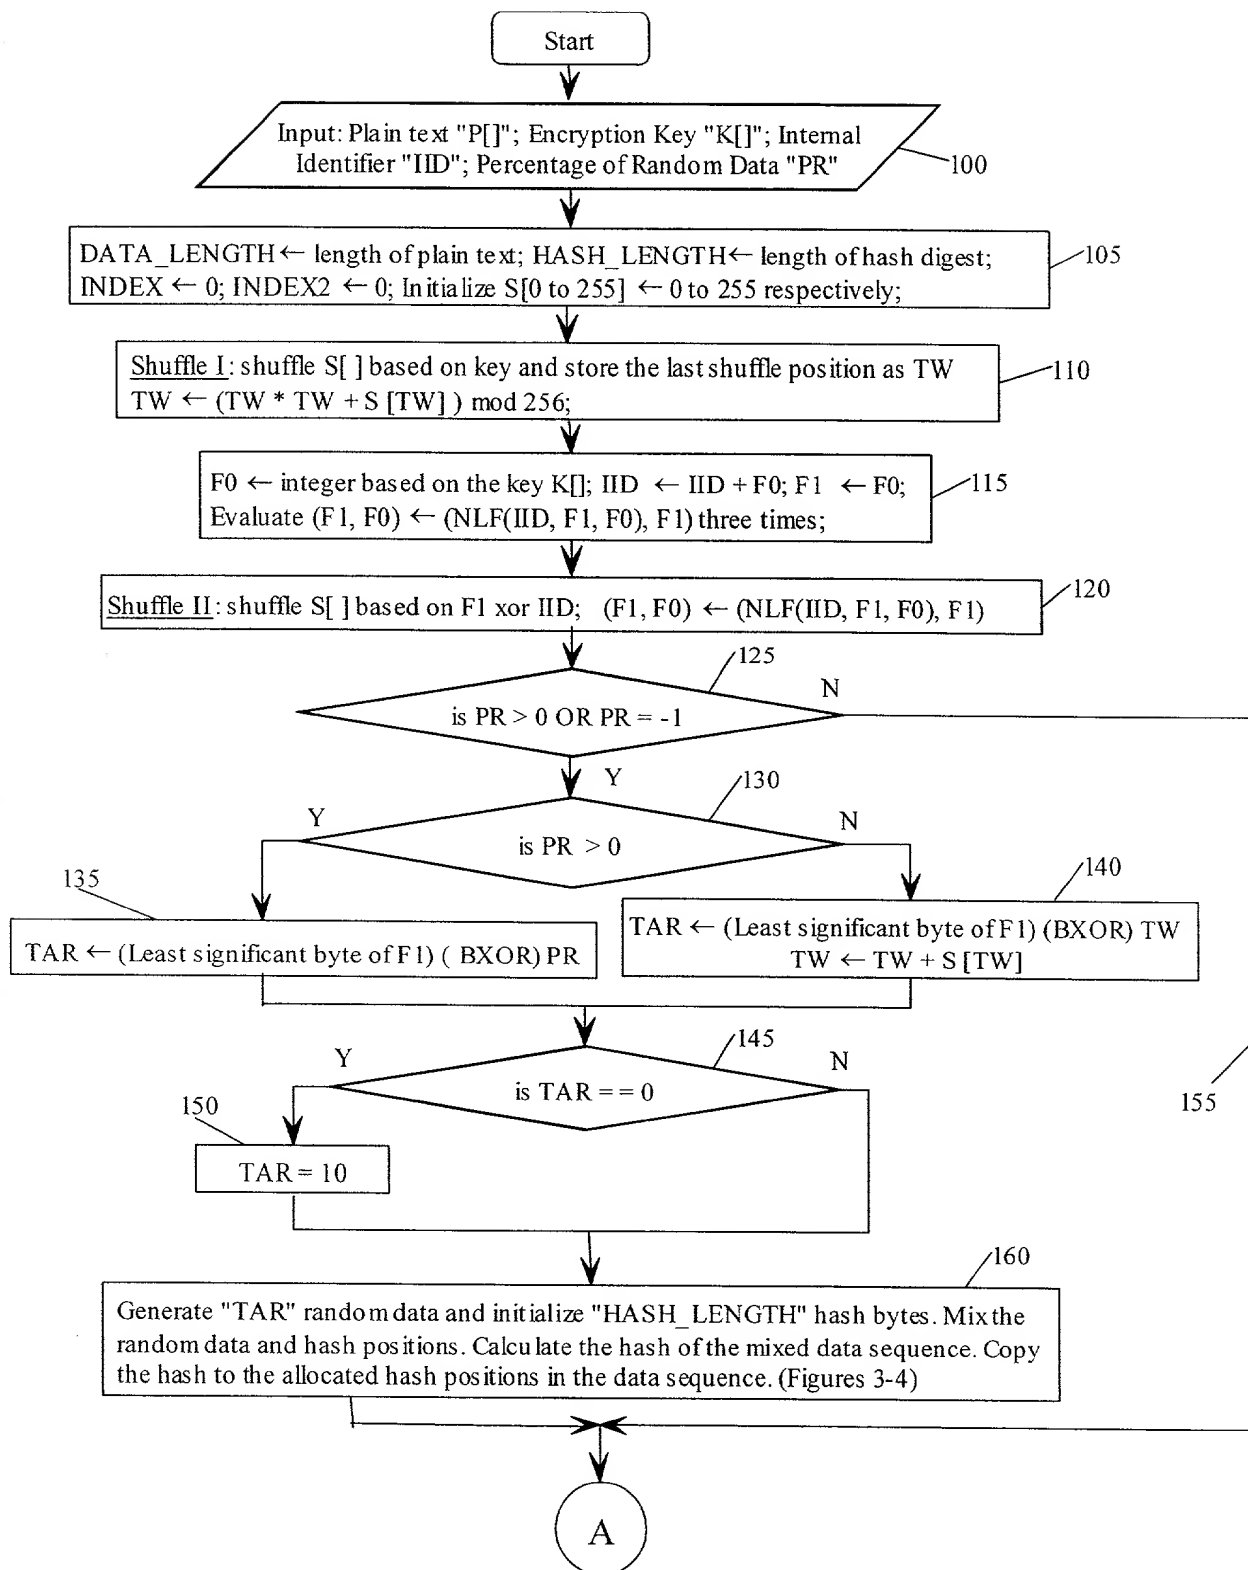 Start
Input: Plain text "P[]"; Encryption Key "K[]"; Internal
Identifier "IID"; Percentage of Random Data "PR"
100
DATA_LENGTH ← length of plain text; HASH_LENGTH ← length of hash digest;
INDEX ← 0; INDEX2 ← 0; Initialize S[0 to 255] ← 0 to 255 respectively;
105
Shuffle I: shuffle S[ ] based on key and store the last shuffle position as TW
TW ← (TW * TW + S [TW] ) mod 256;
110
F0 ← integer based on the key K[]; IID ← IID + F0; F1 ← F0;
Evaluate (F1, F0) ← (NLF(IID, F1, F0), F1) three times;
115
Shuffle II: shuffle S[ ] based on F1 xor IID; (F1, F0) ← (NLF(IID, F1, F0), F1)
120
125
N
is PR > 0 OR PR = -1
Y
130
Y
N
is PR > 0
135
140
TAR ← (Least significant byte of F1) ( BXOR) PR
TAR ← (Least significant byte of F1) (BXOR) TW
TW ← TW + S [TW]
145
Y
N
is TAR = = 0
150
155
TAR = 10
160
Generate "TAR" random data and initialize "HASH_LENGTH" hash bytes. Mix the
random data and hash positions. Calculate the hash of the mixed data sequence. Copy
the hash to the allocated hash positions in the data sequence. (Figures 3-4)
A